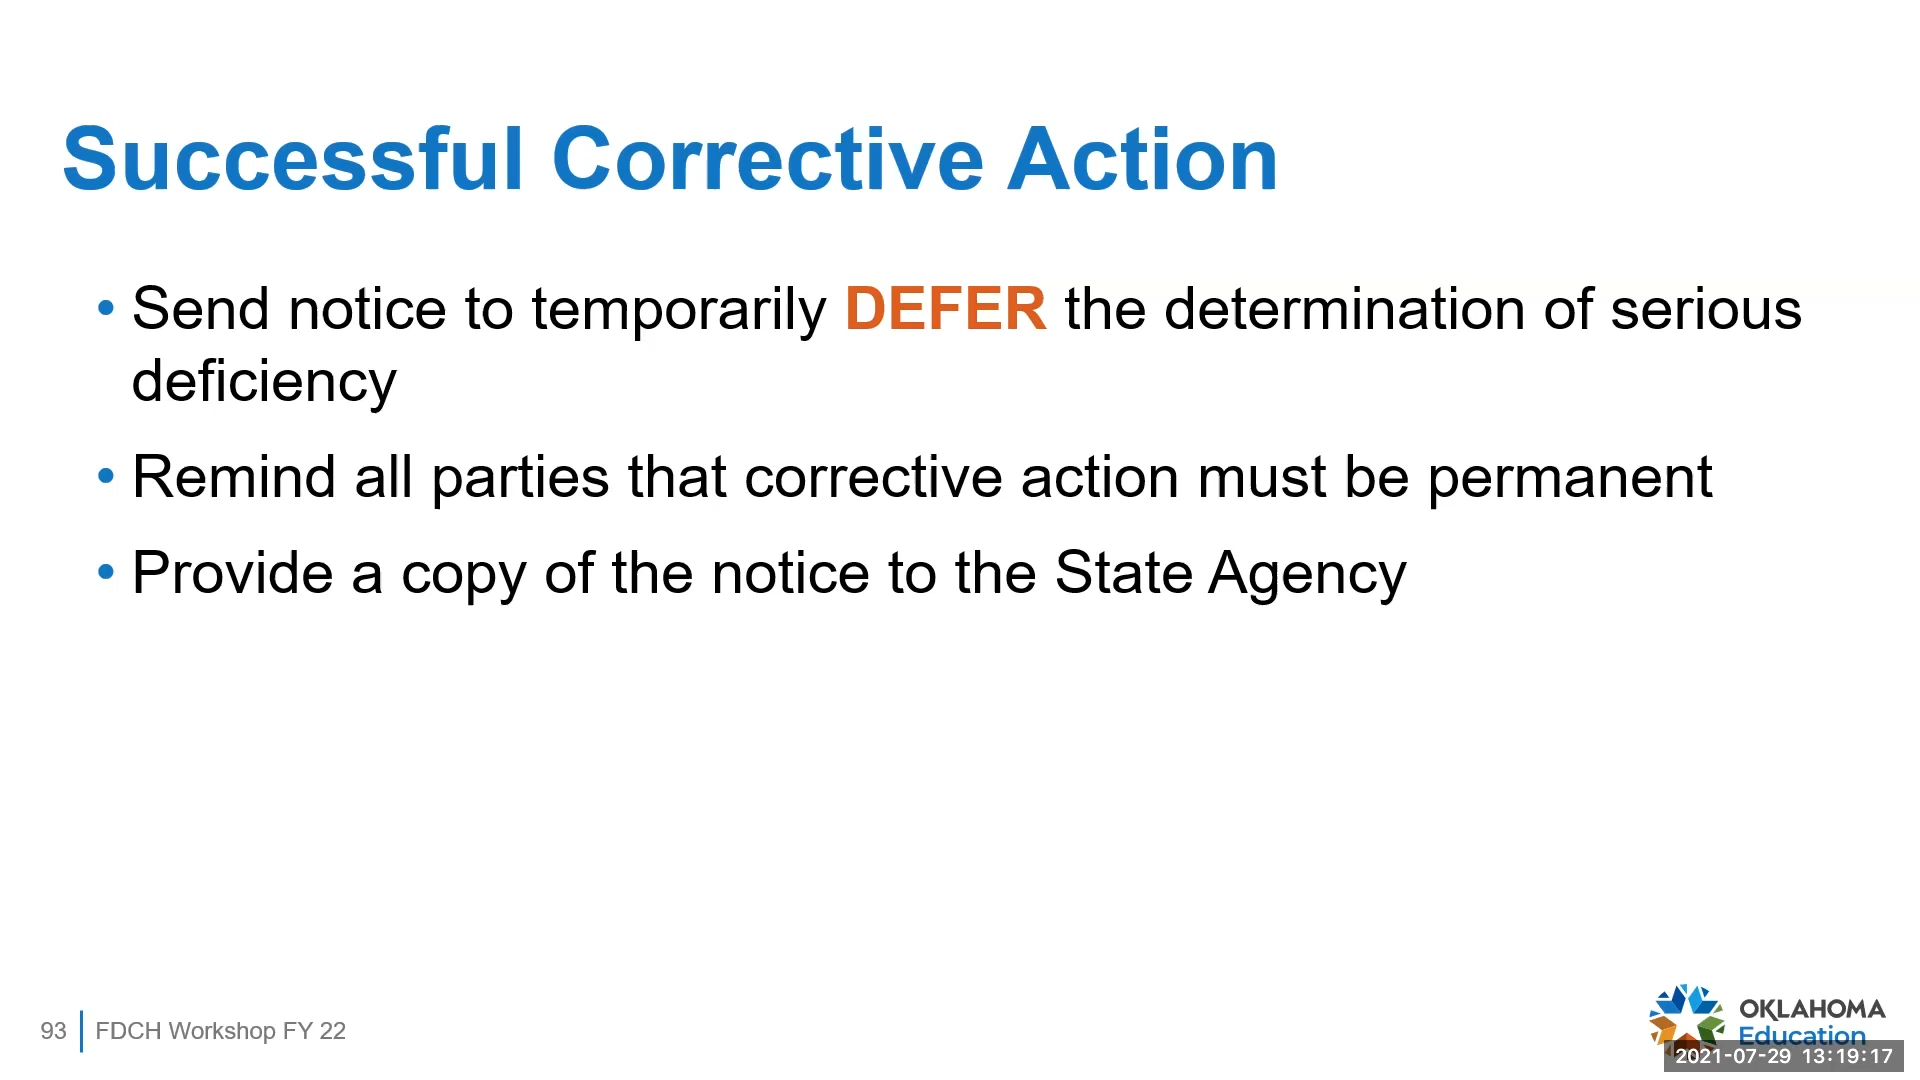 Successful Corrective Action
• Send notice to temporarily DEFER the determination of serious
deficiency
• Remind all parties that corrective action must be permanent
• Provide a copy of the notice to the State Agency
93
FDCH Workshop FY 22
OKLAHOMA
Education
2021-07-29 13:19:17